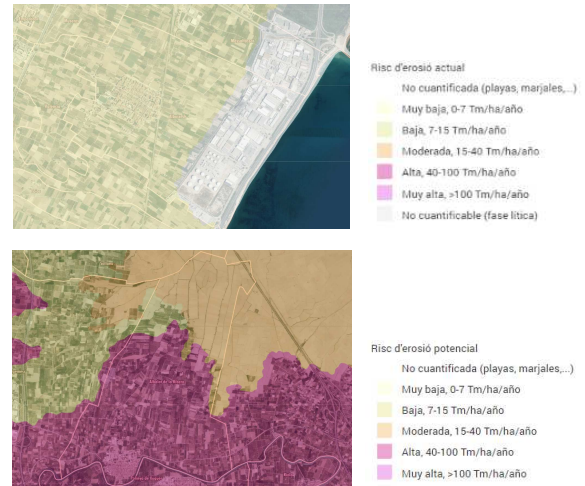 Risc d'erosió actual
No cuantificada (playas, marjales,...)
Muy baja, 0-7 Tm/ha/año
Baja, 7-15 Tm/ha/año
Moderada, 15-40 Tm/ha/año
Alta, 40-100 Tm/ha/año
Muy alta, >100 Tm/ha/año
No cuantificable (fase lítica)
Risc d'erosió potencial
No cuantificada (playas, marjales,...)
Muy baja, 0-7 Tm/ha/año
Baja, 7-15 Tm/ha/año
Moderada, 15-40 Tm/ha/año
Alta, 40-100 Tm/ha/año
Muy alta, >100 Tm/ha/año